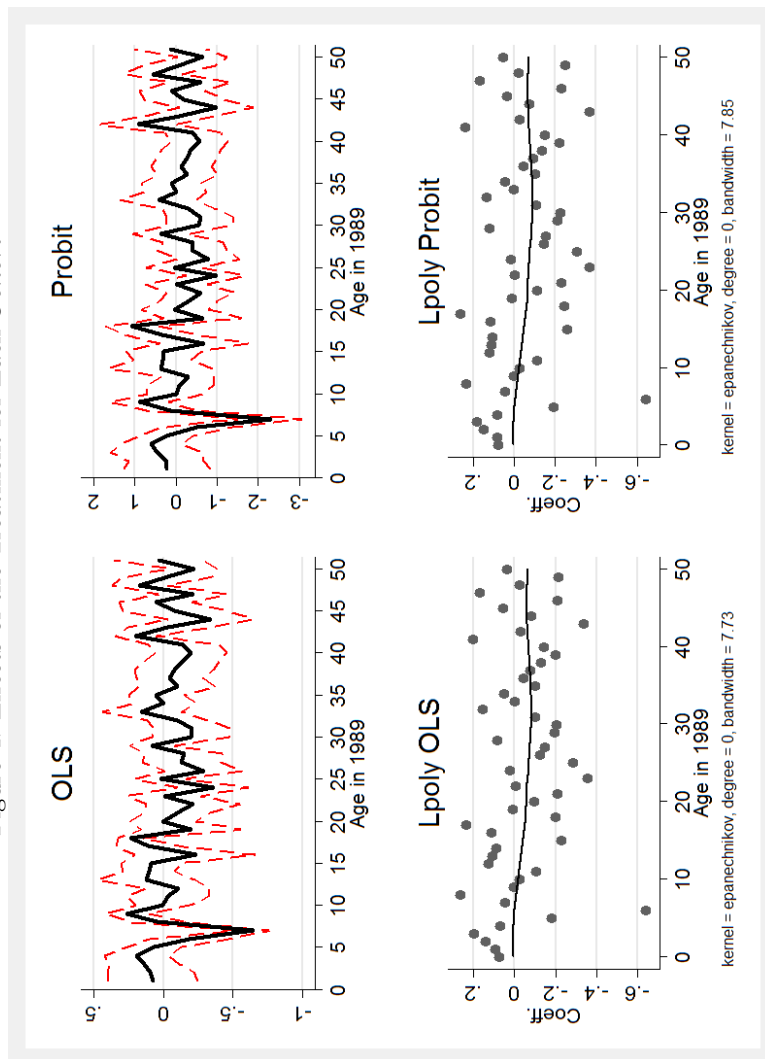 OLS
.5
0
-.5
-1
0 5 10 15 20 25 30 35 40 45 50
Age in 1989
Probit
2
1
0
-1
-2
-3
0 5 10 15 20 25 30 35 40 45 50
Age in 1989
Lpoly OLS
Coeff.
.2
0
-.2
-.4
-.6
0 10 20 30 40 50
Age in 1989
kernel = epanechnikov, degree = 0, bandwidth = 7.73
Lpoly Probit
Coeff.
.2
0
-.2
-.4
-.6
0 10 20 30 40 50
Age in 1989
kernel = epanechnikov, degree = 0, bandwidth = 7.85